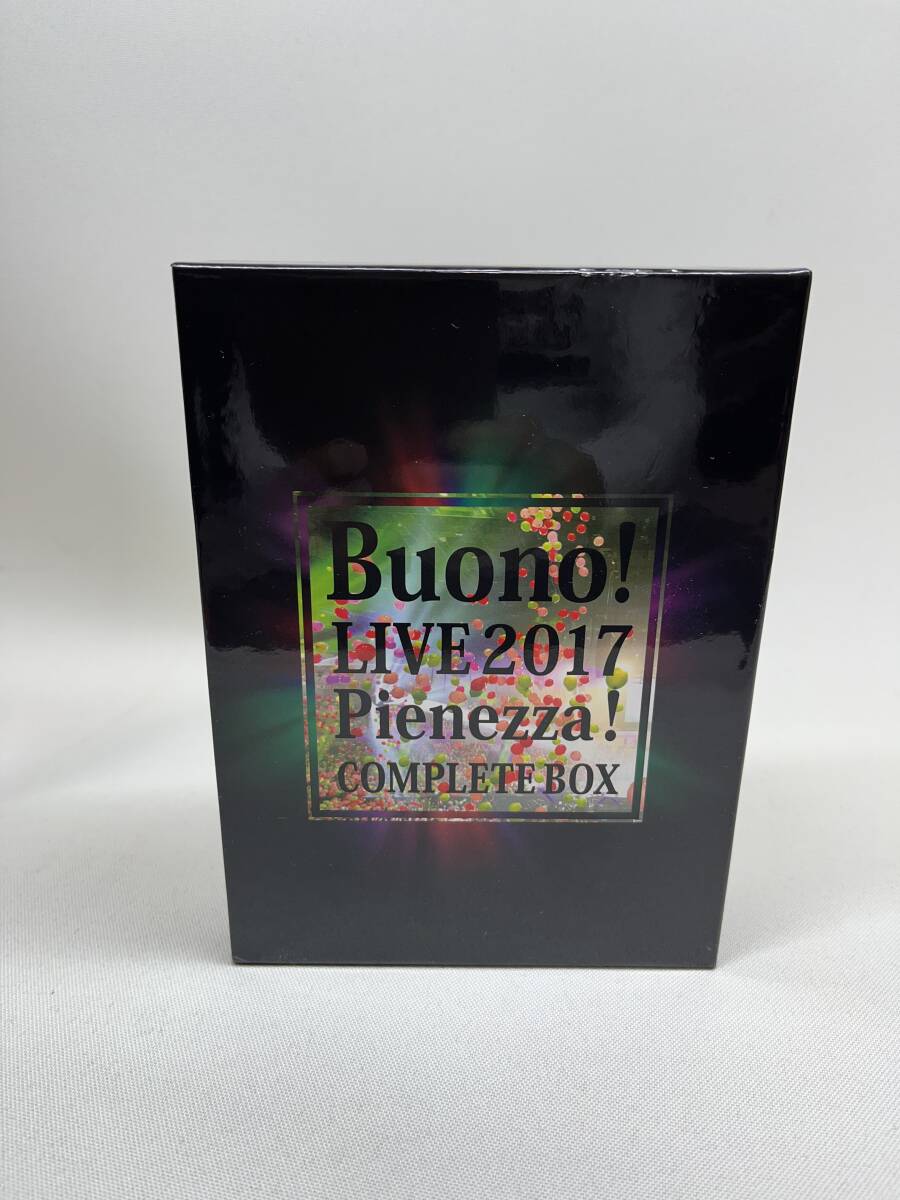 Buono!
LIVE 2017
Pienezza!
COMPLETE BOX